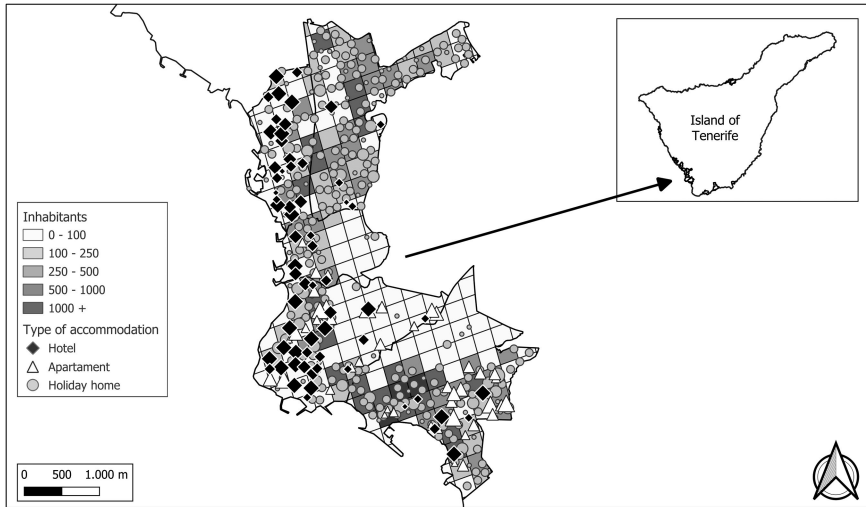 Island of
Tenerife
Inhabitants
0 - 100
100 - 250
250 - 500
500 - 1000
1000 +
Type of accommodation
Hotel
Apartament
Holiday home
0 500 1.000 m